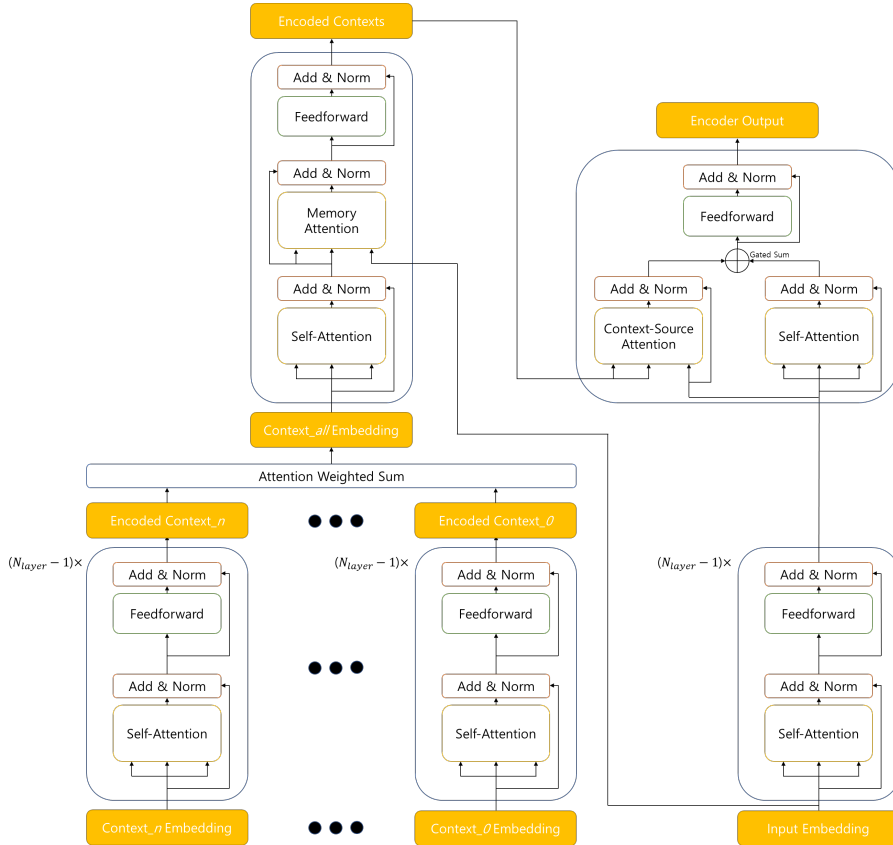 Encoded Contexts
Add & Norm
Feedforward
Add & Norm
Memory
Attention
Add & Norm
Self-Attention
Context_all Embedding
Encoder Output
Add & Norm
Feedforward
Gated Sum
Add & Norm
Context-Source
Attention
Add & Norm
Self-Attention
Attention Weighted Sum
Encoded Context_n
Encoded Context_0
(N_layer − 1)×
Add & Norm
Feedforward
Add & Norm
Self-Attention
Context_n Embedding
(N_layer − 1)×
Add & Norm
Feedforward
Add & Norm
Self-Attention
Context_0 Embedding
(N_layer − 1)×
Add & Norm
Feedforward
Add & Norm
Self-Attention
Input Embedding